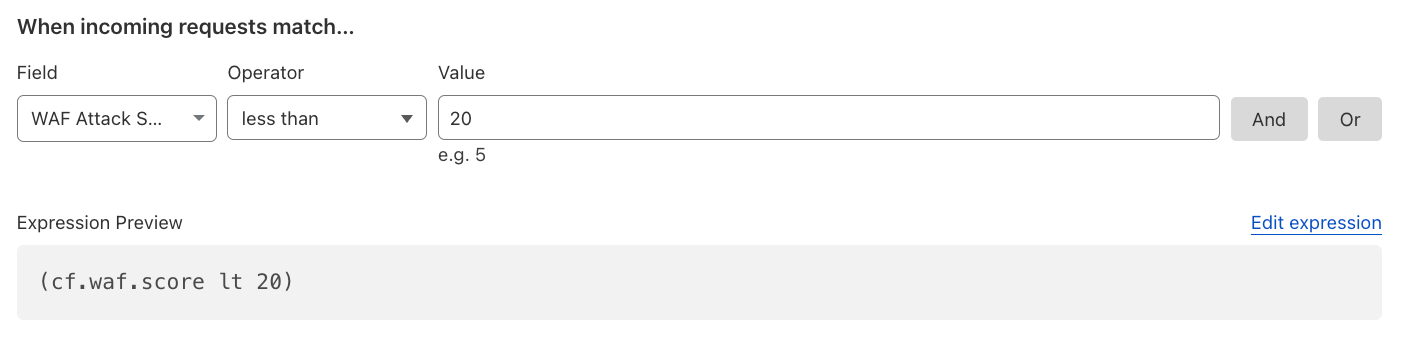 When incoming requests match...
Field Operator Value
WAF Attack S... less than 20 And Or
e.g. 5
Expression Preview Edit expression
(cf.waf.score lt 20)